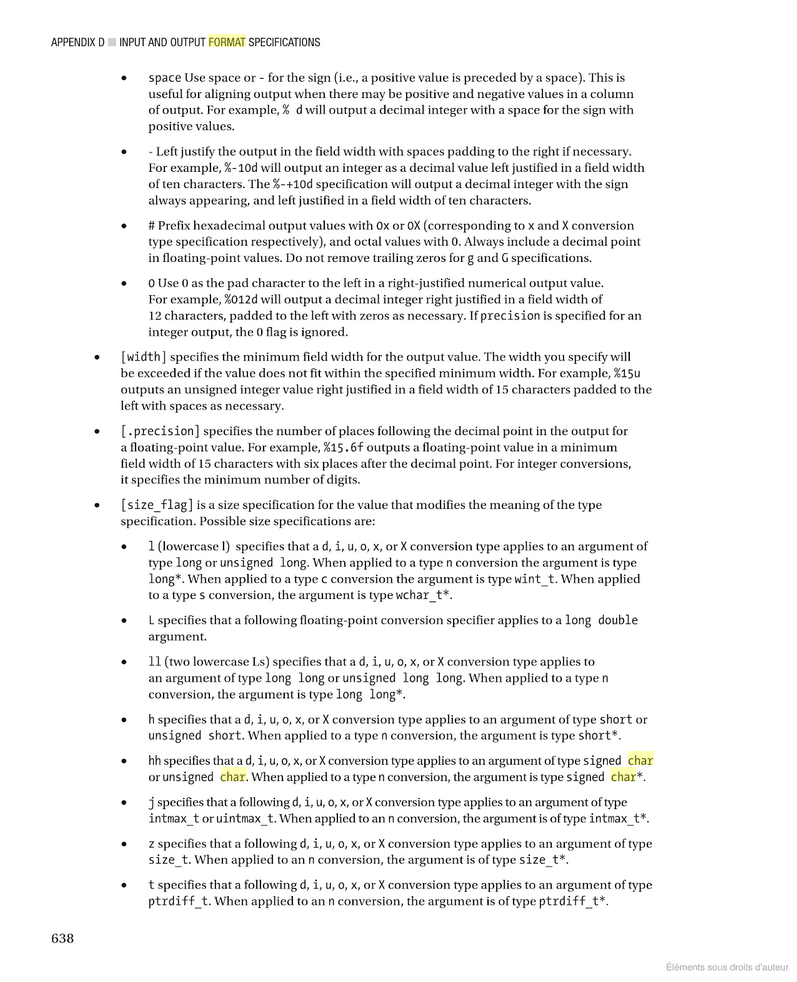 APPENDIX D ■ INPUT AND OUTPUT FORMAT SPECIFICATIONS
• space Use space or - for the sign (i.e., a positive value is preceded by a space). This is
useful for aligning output when there may be positive and negative values in a column
of output. For example, % d will output a decimal integer with a space for the sign with
positive values.
• - Left justify the output in the field width with spaces padding to the right if necessary.
For example, %-10d will output an integer as a decimal value left justified in a field width
of ten characters. The %-+10d specification will output a decimal integer with the sign
always appearing, and left justified in a field width of ten characters.
• # Prefix hexadecimal output values with 0x or 0X (corresponding to x and X conversion
type specification respectively), and octal values with 0. Always include a decimal point
in floating-point values. Do not remove trailing zeros for g and G specifications.
• 0 Use 0 as the pad character to the left in a right-justified numerical output value.
For example, %012d will output a decimal integer right justified in a field width of
12 characters, padded to the left with zeros as necessary. If precision is specified for an
integer output, the 0 flag is ignored.
• [width] specifies the minimum field width for the output value. The width you specify will
be exceeded if the value does not fit within the specified minimum width. For example, %15u
outputs an unsigned integer value right justified in a field width of 15 characters padded to the
left with spaces as necessary.
• [.precision] specifies the number of places following the decimal point in the output for
a floating-point value. For example, %15.6f outputs a floating-point value in a minimum
field width of 15 characters with six places after the decimal point. For integer conversions,
it specifies the minimum number of digits.
• [size_flag] is a size specification for the value that modifies the meaning of the type
specification. Possible size specifications are:
• l (lowercase l) specifies that a d, i, u, o, x, or X conversion type applies to an argument of
type long or unsigned long. When applied to a type n conversion the argument is type
long*. When applied to a type c conversion the argument is type wint_t. When applied
to a type s conversion, the argument is type wchar_t*.
• L specifies that a following floating-point conversion specifier applies to a long double
argument.
• ll (two lowercase Ls) specifies that a d, i, u, o, x, or X conversion type applies to
an argument of type long long or unsigned long long. When applied to a type n
conversion, the argument is type long long*.
• h specifies that a d, i, u, o, x, or X conversion type applies to an argument of type short or
unsigned short. When applied to a type n conversion, the argument is type short*.
• hh specifies that a d, i, u, o, x, or X conversion type applies to an argument of type signed char
or unsigned char. When applied to a type n conversion, the argument is type signed char*.
• j specifies that a following d, i, u, o, x, or X conversion type applies to an argument of type
intmax_t or uintmax_t. When applied to an n conversion, the argument is of type intmax_t*.
• z specifies that a following d, i, u, o, x, or X conversion type applies to an argument of type
size_t. When applied to an n conversion, the argument is of type size_t*.
• t specifies that a following d, i, u, o, x, or X conversion type applies to an argument of type
ptrdiff_t. When applied to an n conversion, the argument is of type ptrdiff_t*.
638
Éléments sous droits d'auteur